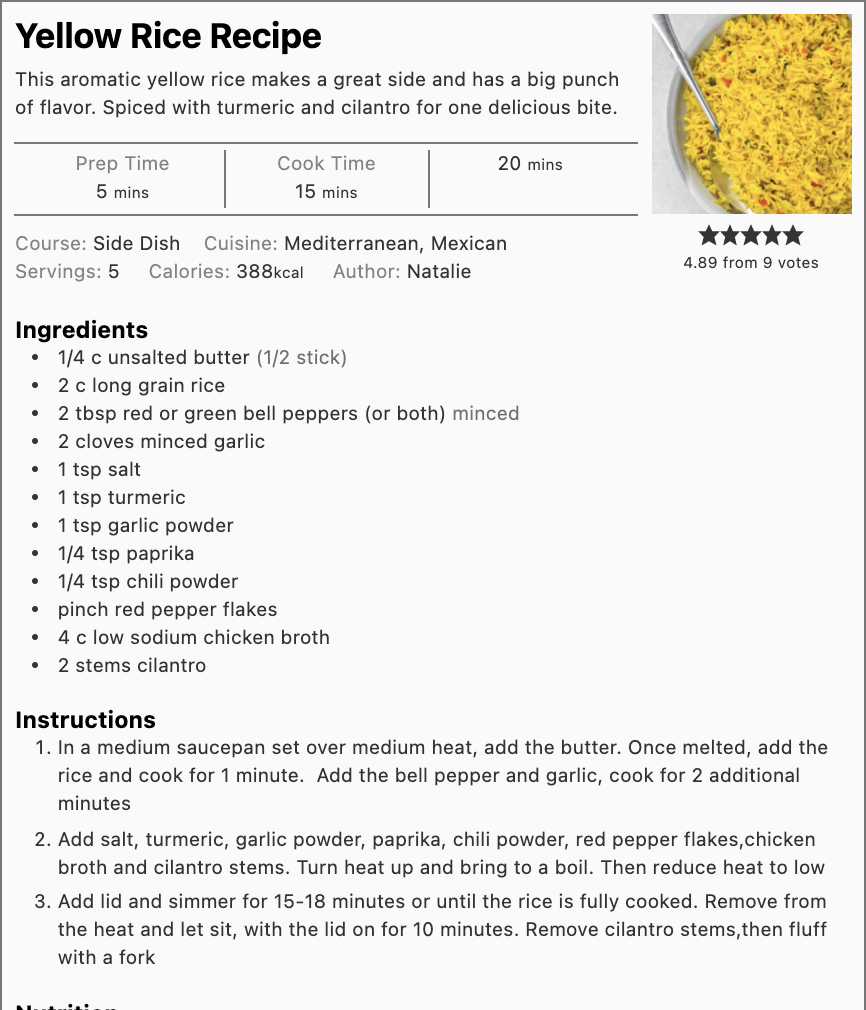 Yellow Rice Recipe
This aromatic yellow rice makes a great side and has a big punch
of flavor. Spiced with turmeric and cilantro for one delicious bite.
Prep Time
5 mins
Cook Time
15 mins
20 mins
4.89 from 9 votes
Course: Side Dish Cuisine: Mediterranean, Mexican
Servings: 5 Calories: 388kcal Author: Natalie
Ingredients
• 1/4 c unsalted butter (1/2 stick)
• 2 c long grain rice
• 2 tbsp red or green bell peppers (or both) minced
• 2 cloves minced garlic
• 1 tsp salt
• 1 tsp turmeric
• 1 tsp garlic powder
• 1/4 tsp paprika
• 1/4 tsp chili powder
• pinch red pepper flakes
• 4 c low sodium chicken broth
• 2 stems cilantro
Instructions
1. In a medium saucepan set over medium heat, add the butter. Once melted, add the
rice and cook for 1 minute.  Add the bell pepper and garlic, cook for 2 additional
minutes
2. Add salt, turmeric, garlic powder, paprika, chili powder, red pepper flakes,chicken
broth and cilantro stems. Turn heat up and bring to a boil. Then reduce heat to low
3. Add lid and simmer for 15-18 minutes or until the rice is fully cooked. Remove from
the heat and let sit, with the lid on for 10 minutes. Remove cilantro stems,then fluff
with a fork
Nutrition